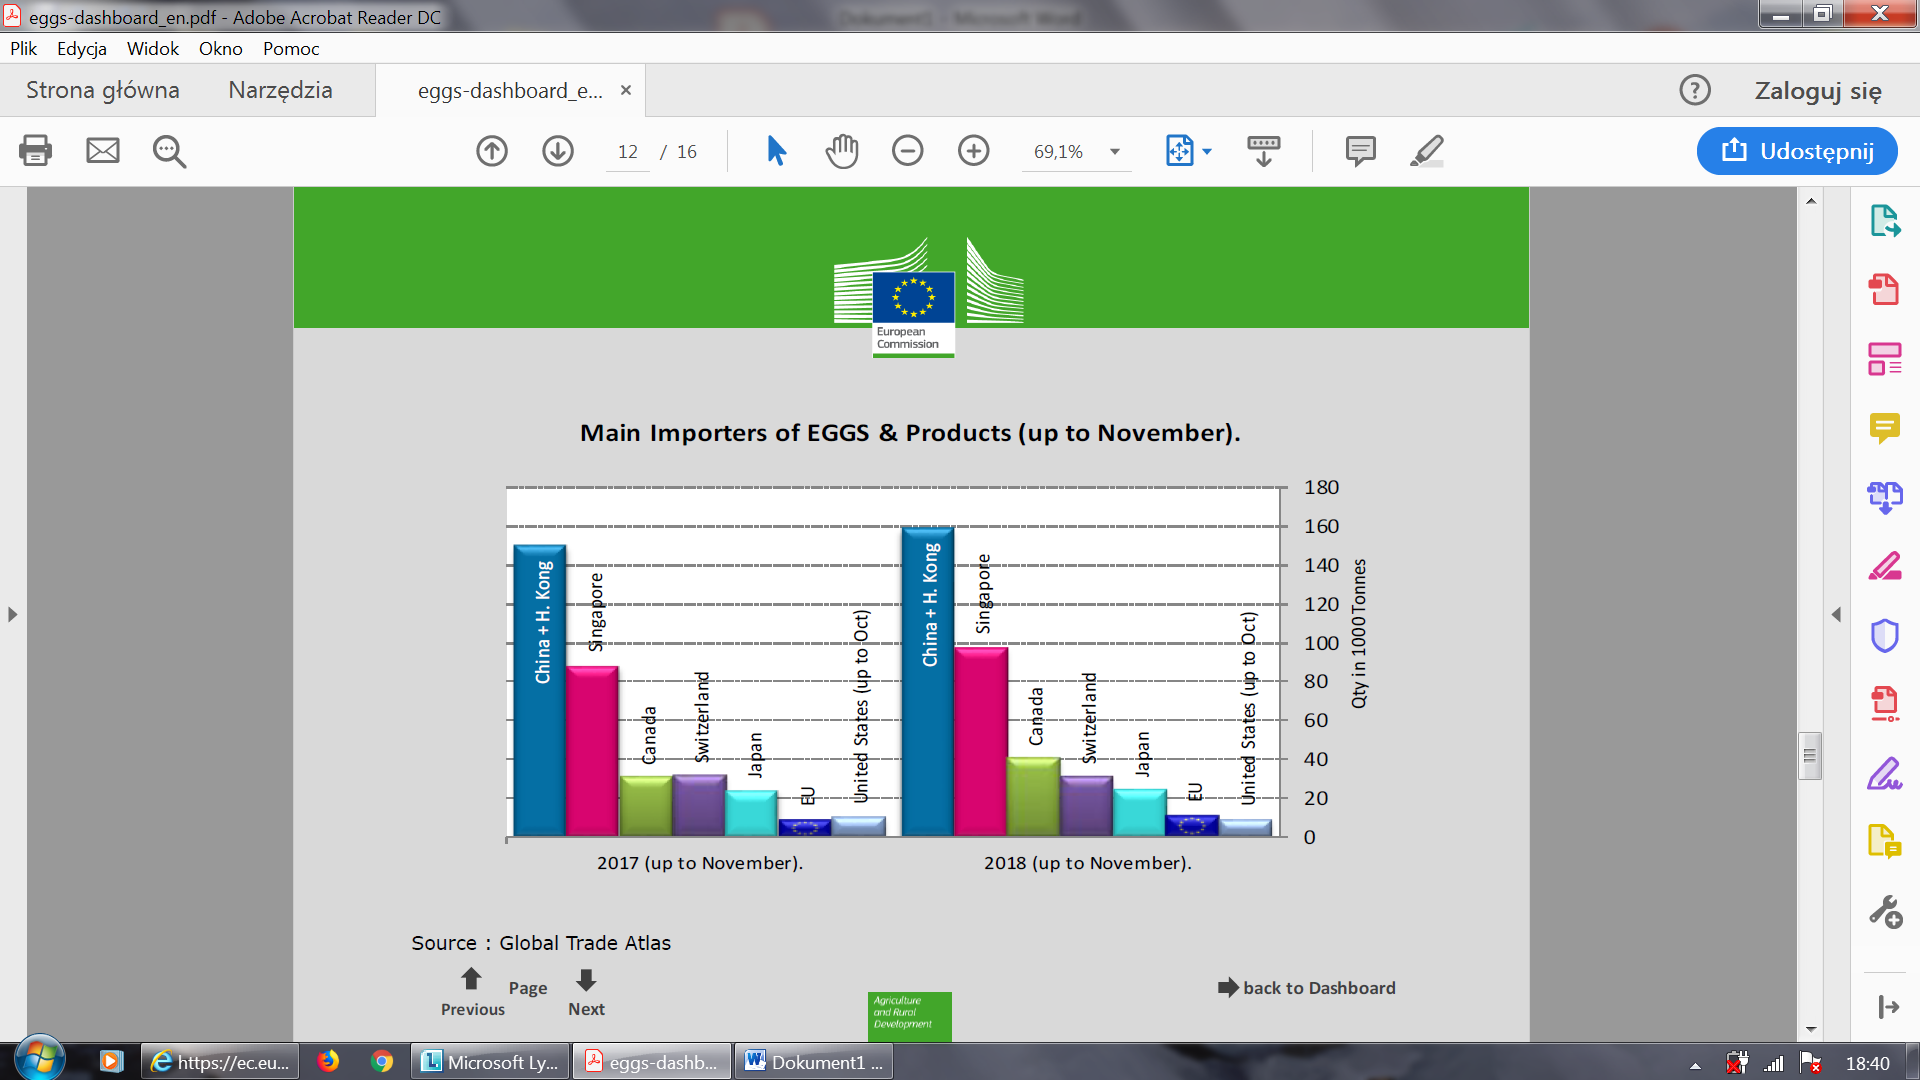 eggs-dashboard_en.pdf - Adobe Acrobat Reader DC
Plik Edycja Widok Okno Pomoc
Strona główna Narzędzia eggs-dashboard_e... × ? Zaloguj się
12 / 16 69,1% Udostępnij
European
Commission
Main Importers of EGGS & Products (up to November).
180
160
140
120
100
80
60
40
20
0
Qty in 1000 Tonnes
China + H. Kong
Singapore
Canada
Switzerland
Japan
EU
United States (up to Oct)
China + H. Kong
Singapore
Canada
Switzerland
Japan
EU
United States (up to Oct)
2017 (up to November). 2018 (up to November).
Source : Global Trade Atlas
Page
Previous Next
back to Dashboard
Agriculture
and Rural
Development
https://ec.eu... Microsoft Ly... eggs-dashb... Dokument1 ... 18:40